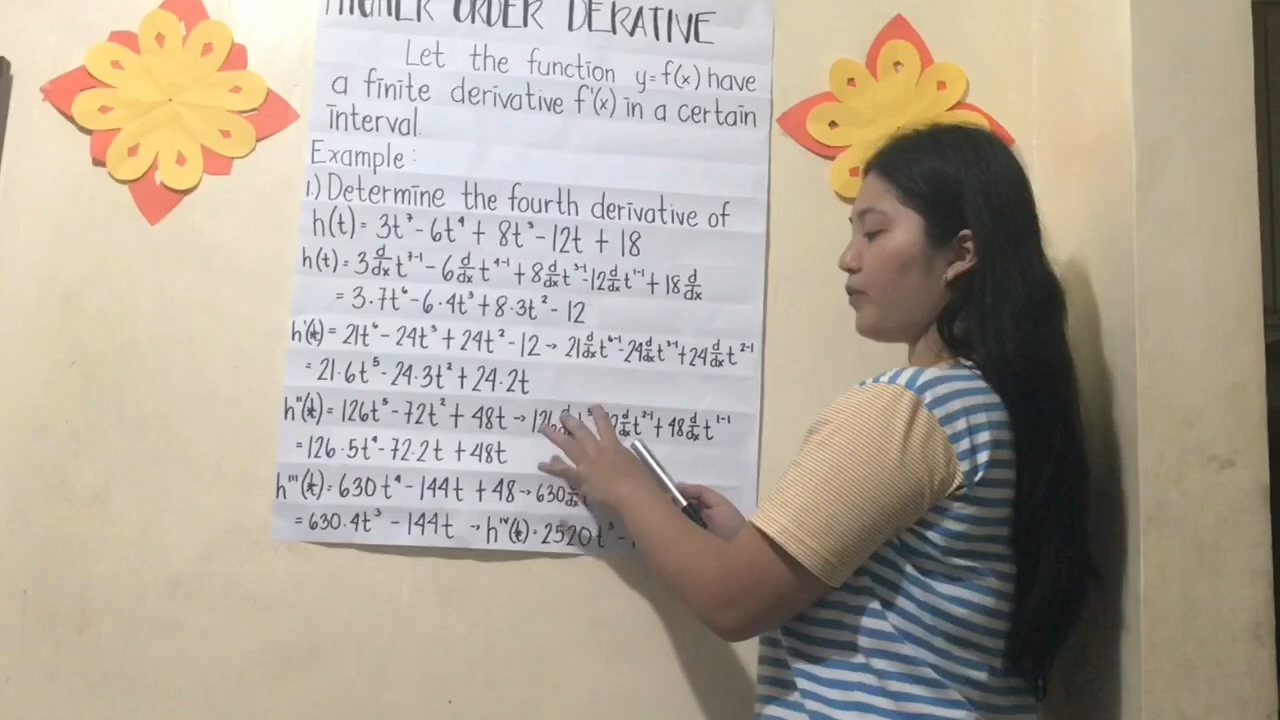 HIGHER ORDER DERATIVE
Let the function y=f(x) have
a finite derivative f'(x) in a certain
interval.
Example:
1.) Determine the fourth derivative of
h(t) = 3t⁷ - 6t⁴ + 8t³ - 12t + 18
h(t) = 3 d/dx t⁷⁻¹ - 6 d/dx t⁴⁻¹ + 8 d/dx t³⁻¹ - 12 d/dx t¹⁻¹ + 18 d/dx
= 3·7t⁶ - 6·4t³ + 8·3t² - 12
h'(t) = 21t⁶ - 24t³ + 24t² - 12 → 21 d/dx t⁶⁻¹ - 24 d/dx t³⁻¹ + 24 d/dx t²⁻¹
= 21·6t⁵ - 24·3t² + 24·2t
h''(t) = 126t⁵ - 72t² + 48t → 126 d/dx t²⁻¹ + 48 d/dx t¹⁻¹
= 126·5t⁴ - 72·2t + 48t
h'''(t) = 630t⁴ - 144t + 48 → 630
= 630·4t³ - 144t → hⁿ(t) = 2520t³ -